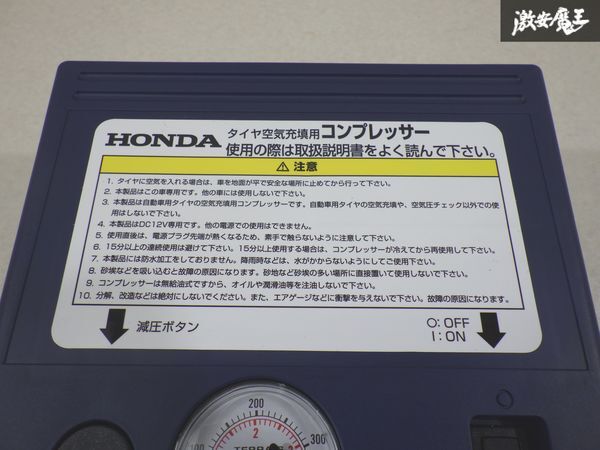 激安魔王
HONDA タイヤ空気充填用コンプレッサー
使用の際は取扱説明書をよく読んで下さい。
⚠ 注意
1. タイヤに空気を入れる場合は、車を地面が平で安全な場所に止めてから行って下さい。
2. 本製品はこの車専用です。他の車には使用しないで下さい。
3. 本製品は自動車用タイヤの空気充填用コンプレッサーです。自動車用タイヤの空気充填や、空気圧チェック以外での使
用はしないで下さい。
4. 本製品はDC12V専用です。他の電源での使用はできません。
5. 使用直後は、電源プラグ先端が熱くなるため、素手で触らないように注意して下さい。
6. 15分以上の連続使用は避けて下さい。15分以上使用する場合は、コンプレッサーが冷えてから再使用して下さい。
7. 本製品には防水加工をしておりません。降雨時などは、水がかからないようにしてご使用下さい。
8. 砂埃などを吸い込むと故障の原因になります。砂地など砂埃の多い場所に直接置いて使用しないで下さい。
9. コンプレッサーは無給油式ですから、オイルや潤滑油等を注油しないで下さい。
10. 分解、改造などは絶対にしないでください。また、エアゲージなどに衝撃を与えないで下さい。故障の原因になります。
減圧ボタン
○: OFF
I: ON
100 200 300
2